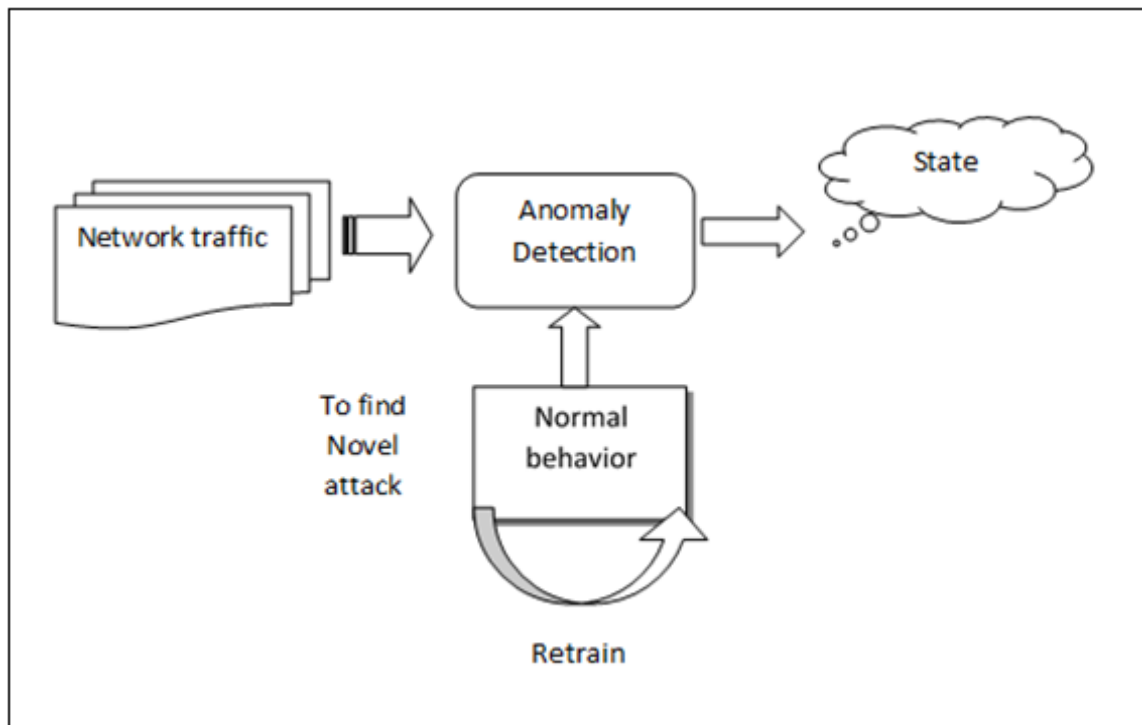 State
Network traffic
Anomaly
Detection
To find
Novel
attack
Normal
behavior
Retrain